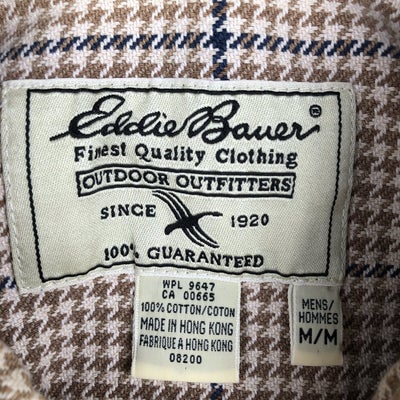 Eddie Bauer ®
Finest Quality Clothing
OUTDOOR OUTFITTERS
SINCE 1920
100% GUARANTEED
WPL 9647
CA 00665
100% COTTON/COTON
MADE IN HONG KONG
FABRIQUE À HONG KONG
08200
MENS/
HOMMES
M/M